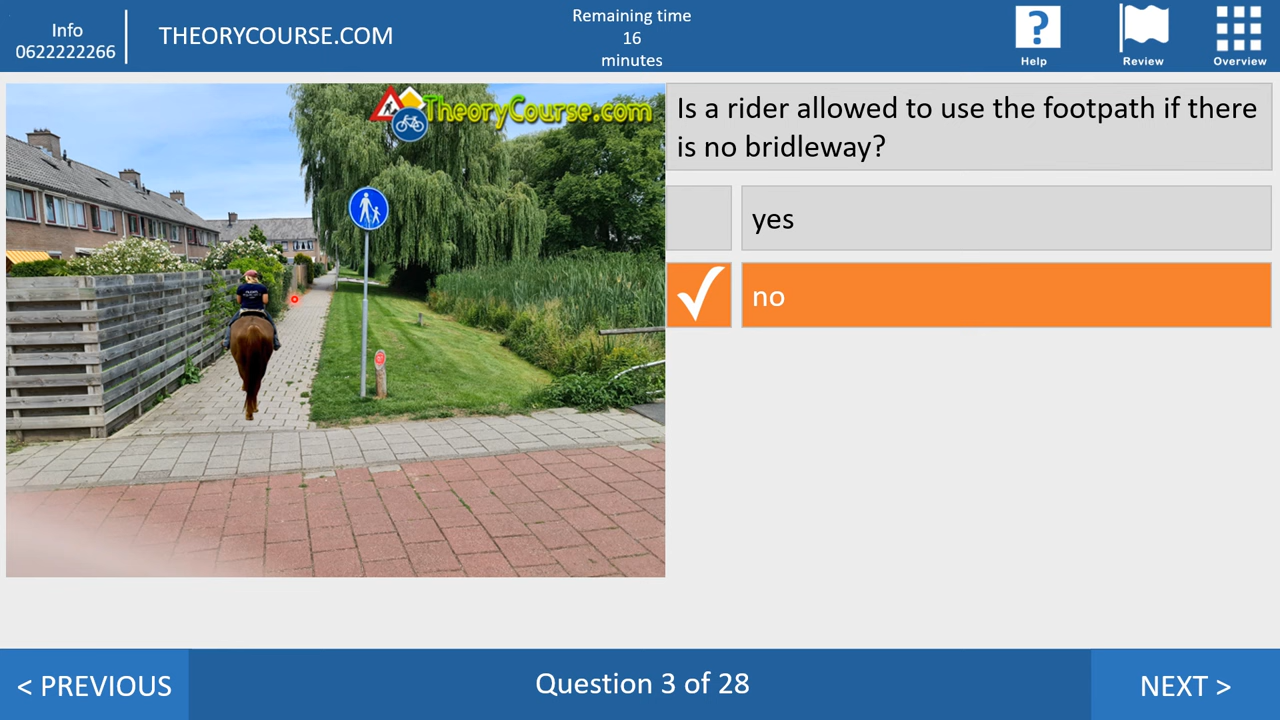 Info
0622222266
THEORYCOURSE.COM
Remaining time
16
minutes
Help
Review
Overview
TheoryCourse.com
Is a rider allowed to use the footpath if there
is no bridleway?
yes
no
< PREVIOUS
Question 3 of 28
NEXT >